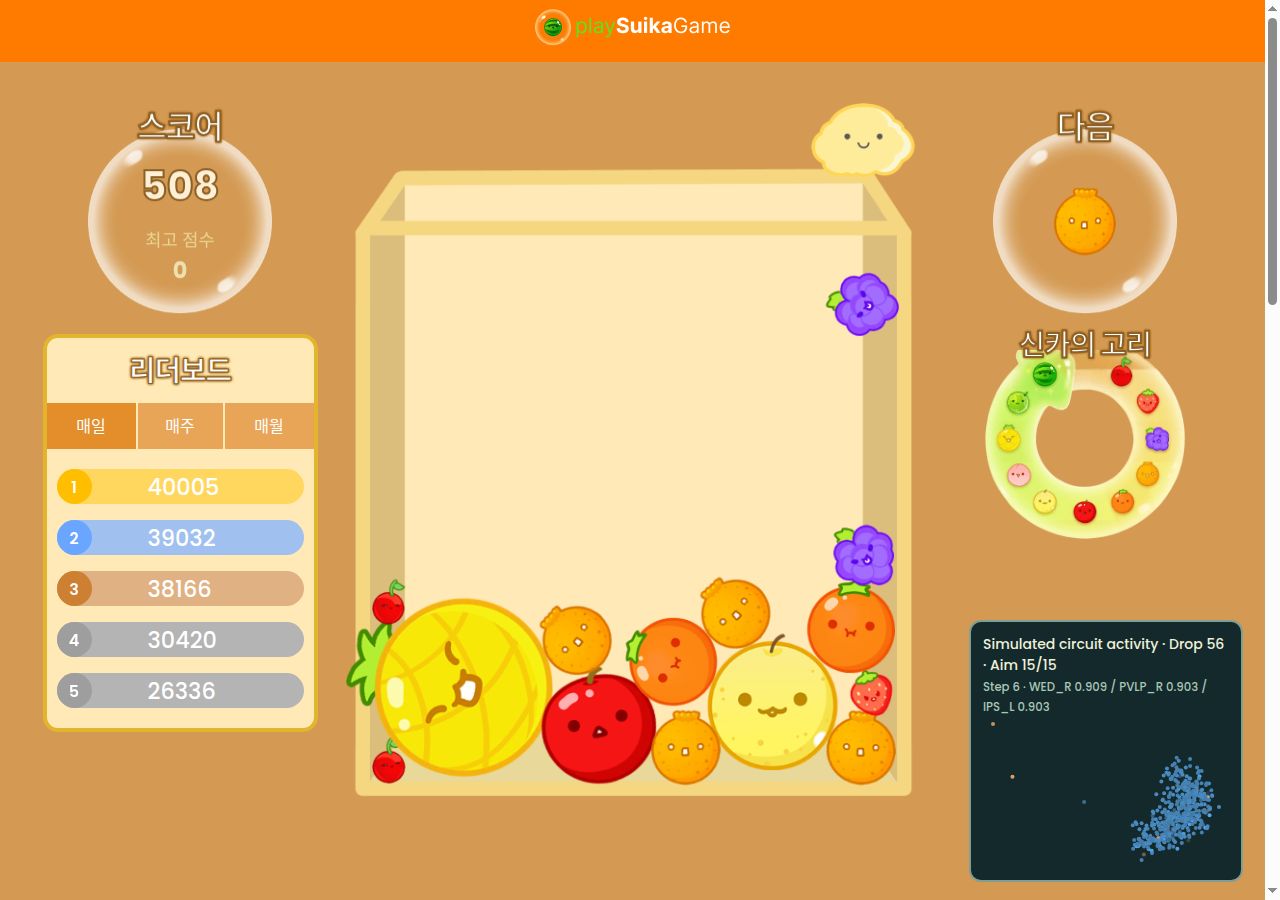 playSuikaGame
스코어
508
최고 점수
0
다음
신카의 고리
리더보드
매일 매주 매월
1 40005
2 39032
3 38166
4 30420
5 26336
Simulated circuit activity · Drop 56
· Aim 15/15
Step 6 · WED_R 0.909 / PVLP_R 0.903 /
IPS_L 0.903